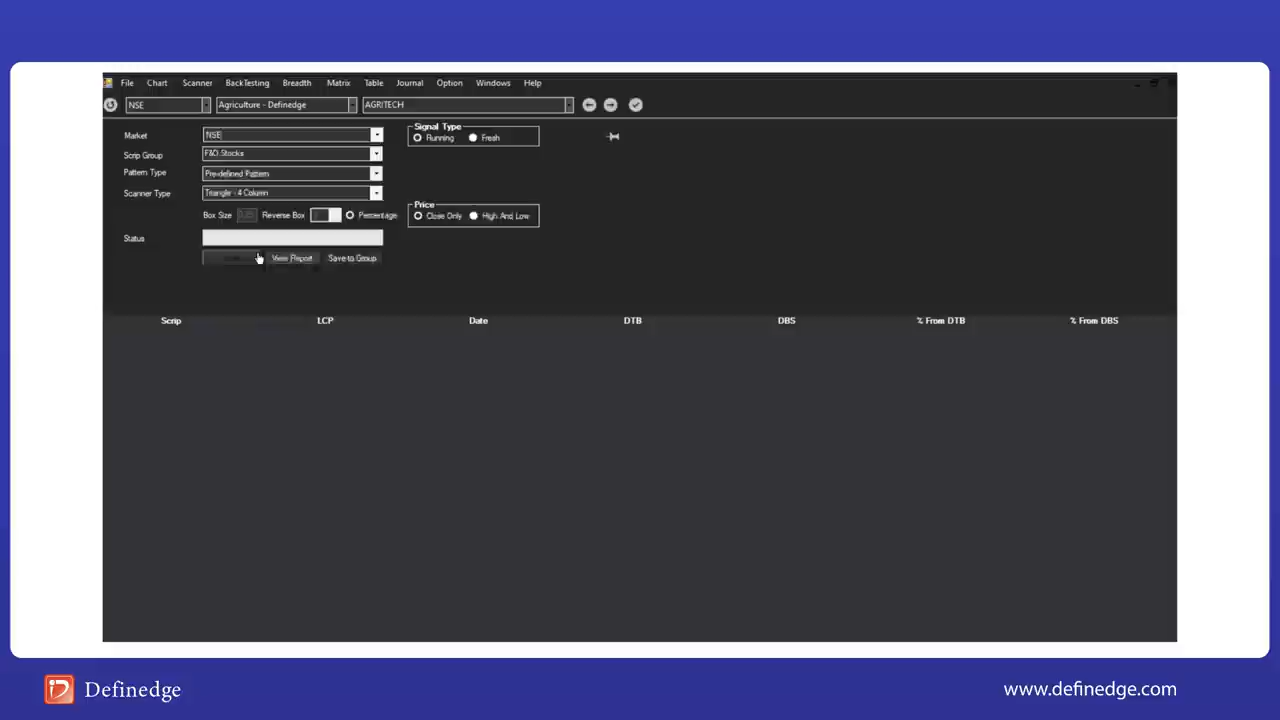 File Chart Scanner BackTesting Breadth Matrix Table Journal Option Windows Help
NSE Agriculture - Definedge AGRITECH
Market NSE
Signal Type
Running Fresh
Scrip Group F&O Stocks
Pattern Type Pre-defined Pattern
Scanner Type Triangle - 4 Column
Price
Box Size Reverse Box Percentage Close Only High And Low
Status
View Report Save to Group
Scrip LCP Date DTB DBS % From DTB % From DBS
Definedge www.definedge.com